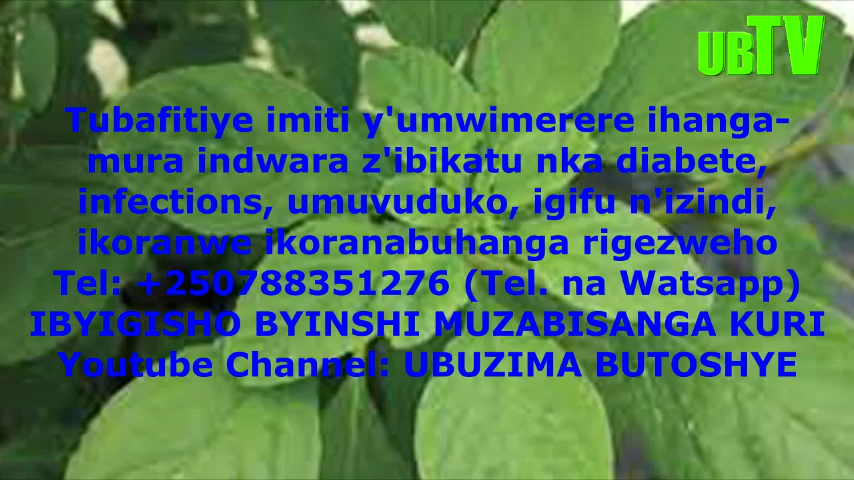 UBTV
Tubafitiye imiti y'umwimerere ihanga-
mura indwara z'ibikatu nka diabete,
infections, umuvuduko, igifu n'izindi,
ikoranwe ikoranabuhanga rigezweho
Tel: +250788351276 (Tel. na Watsapp)
IBYIGISHO BYINSHI MUZABISANGA KURI
Youtube Channel: UBUZIMA BUTOSHYE